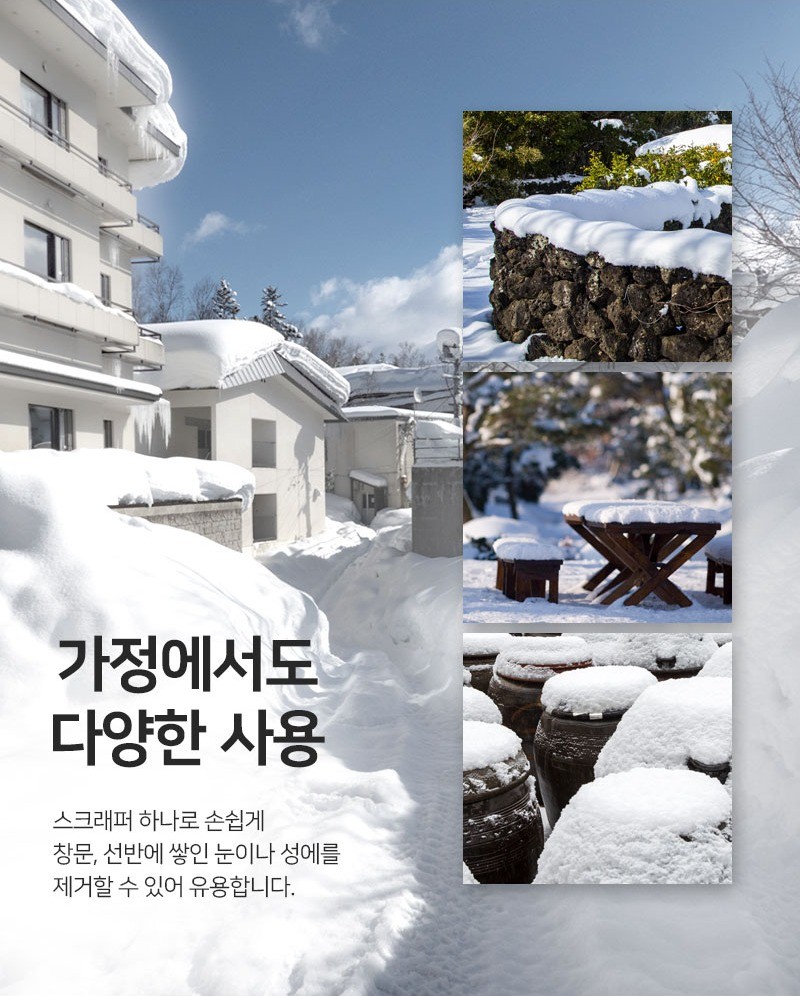 가정에서도
다양한 사용
스크래퍼 하나로 손쉽게
창문, 선반에 쌓인 눈이나 성에를
제거할 수 있어 유용합니다.